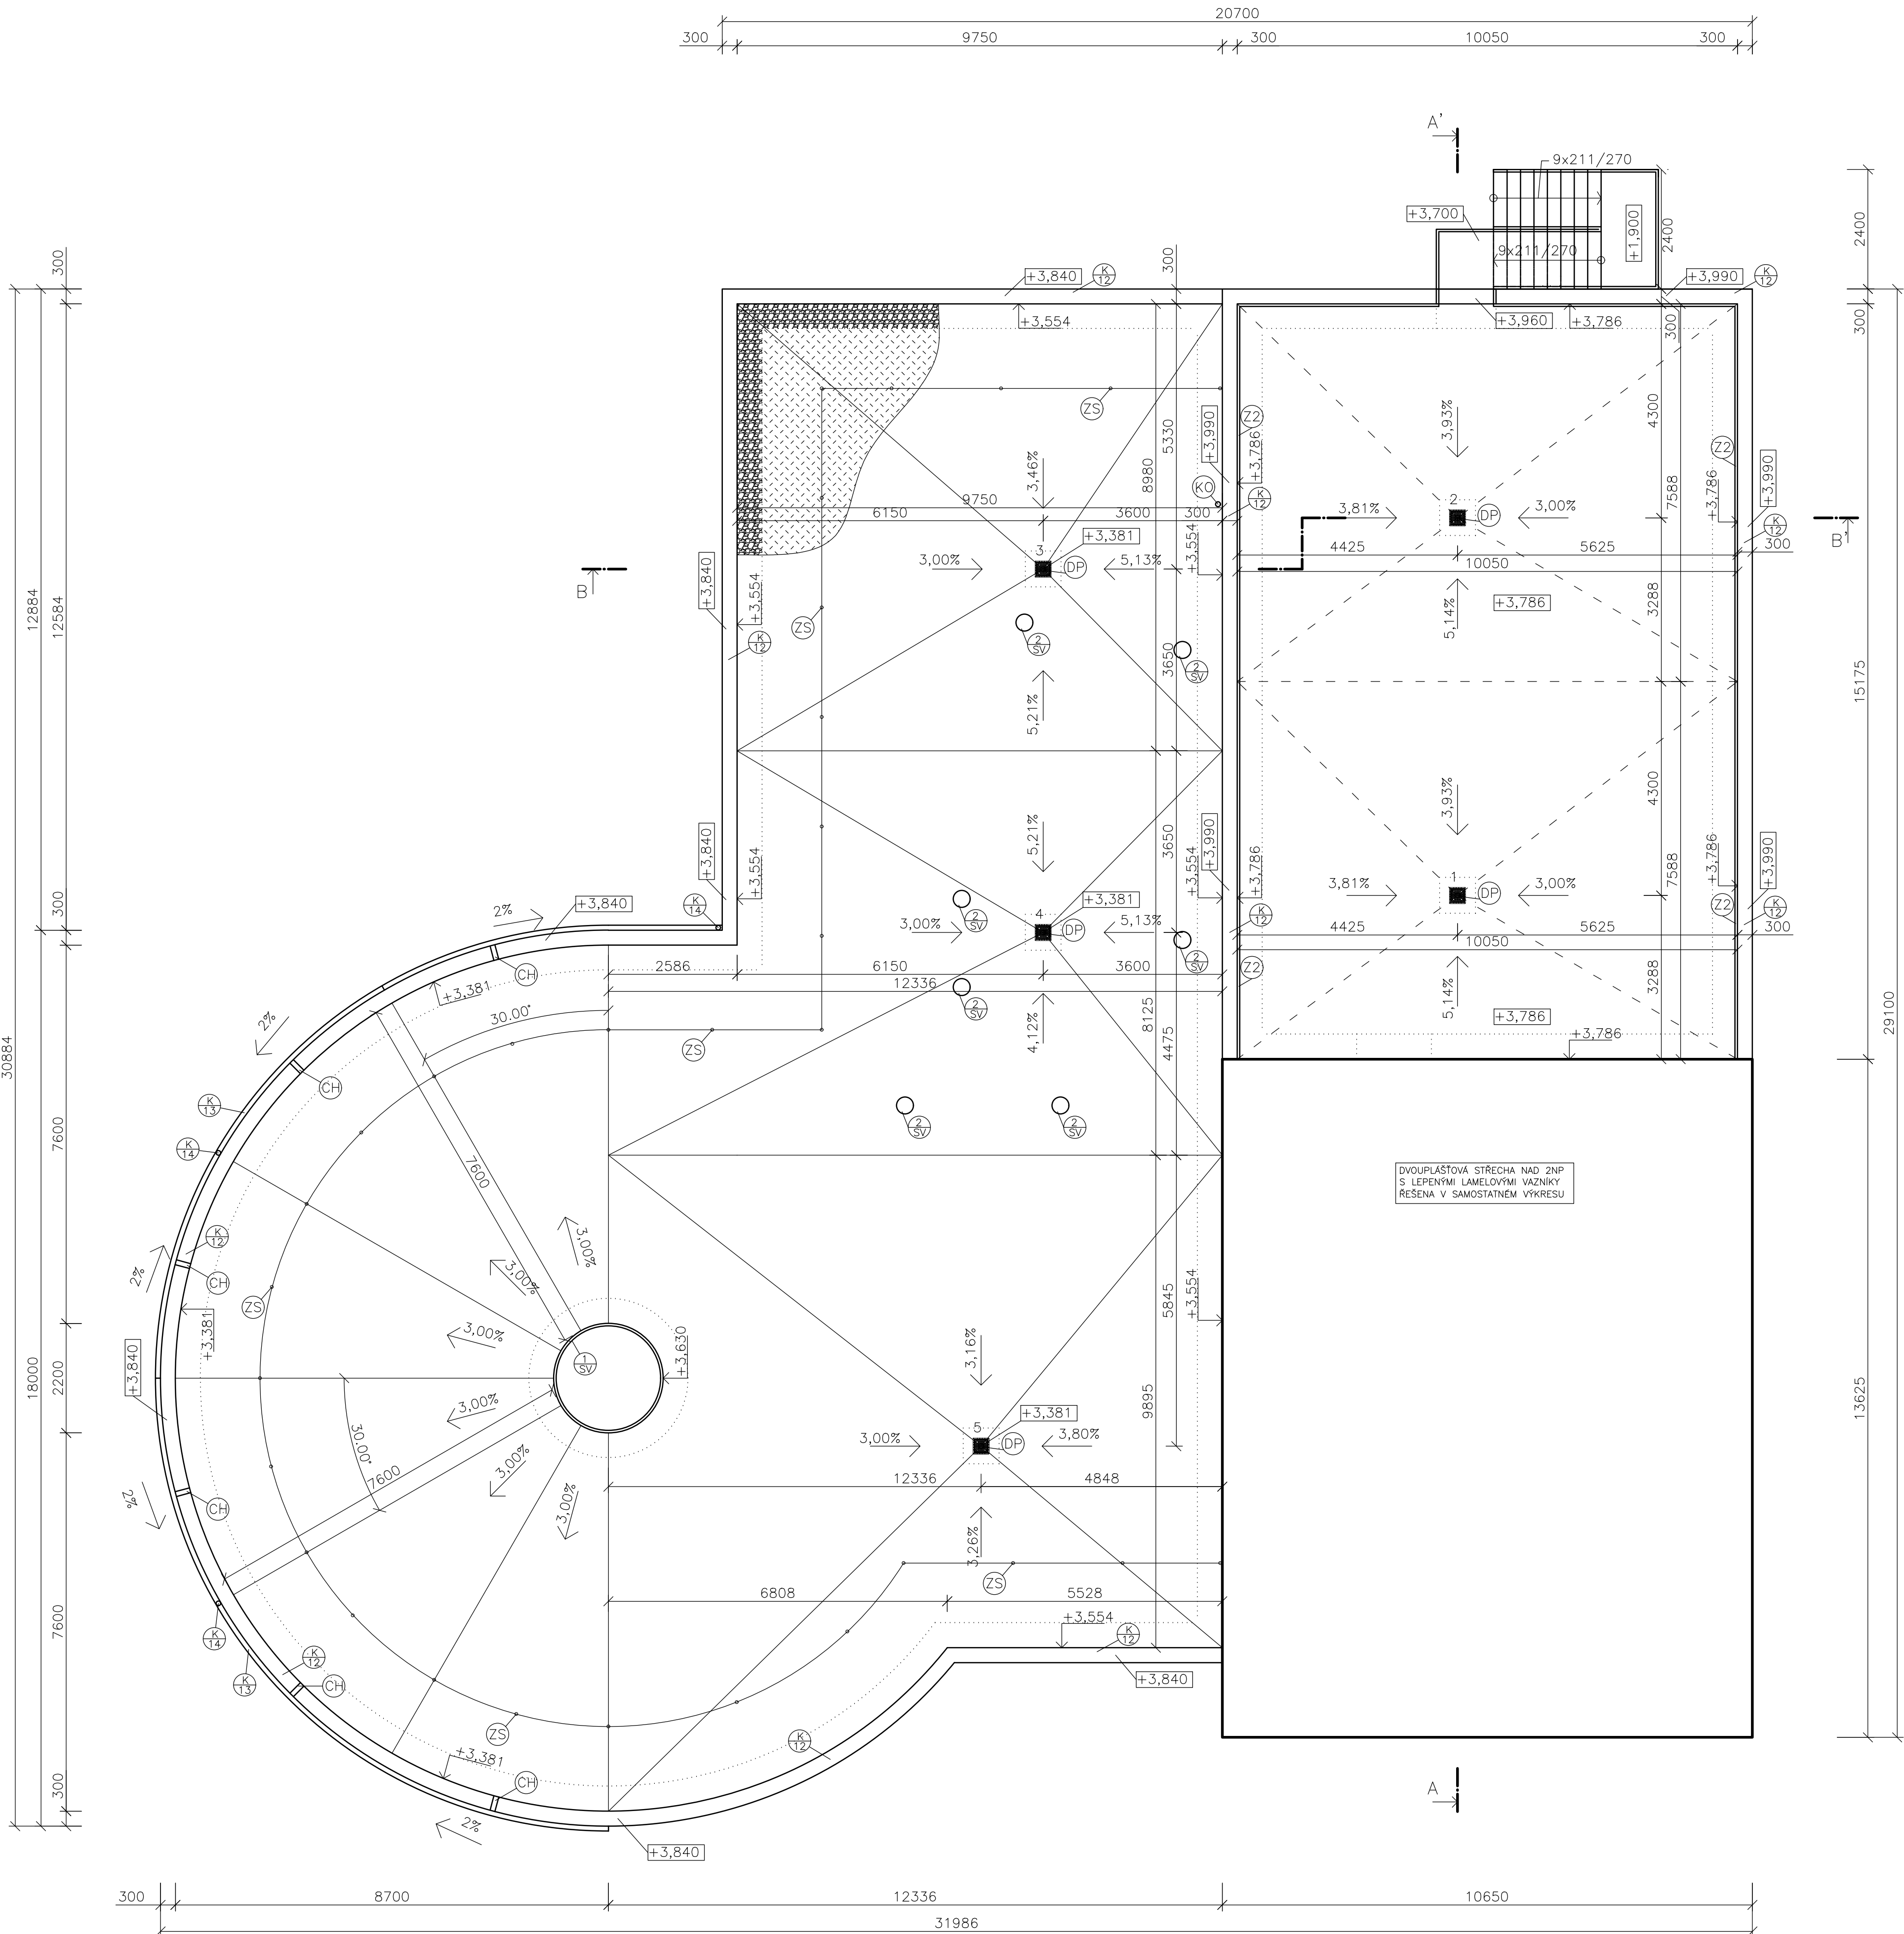 20700
300
9750
300
10050
300
A'
9x211/270
+3,700
+1,900
2400
9x211/270
2400
300
+3,840
K
12
300
+3,990
K
12
+3,554
+3,960
+3,786
300
300
ZS
Z2
+3,990
+3,786
5330
8980
3,93%
4300
7588
Z2
+3,990
+3,786
3,46%
KO
K
12
9750
6150
3600
300
2
DP
3,81%
3,00%
K
12
B'
3
+3,381
DP
3,00%
5,13%
+3,554
4425
5625
300
10050
B
+3,840
+3,554
K
12
ZS
2
SV
2
SV
5,14%
+3,786
3288
12884
12584
30884
15175
29100
3650
5,21%
5,21%
3650
+3,840
+3,554
+3,554
+3,990
+3,786
3,93%
4300
7588
+3,786
+3,990
1
DP
3,81%
3,00%
Z2
K
12
K
12
300
2%
+3,840
K
14
2
SV
4
+3,381
DP
3,00%
5,13%
2
SV
4425
5625
300
10050
CH
2586
6150
3600
Z2
+3,381
12336
2
SV
30.00°
8125
4475
4,12%
5,14%
3288
+3,786
+3,786
2%
ZS
CH
K
13
2
SV
2
SV
7600
K
14
7600
DVOUPLÁŠŤOVÁ STŘECHA NAD 2NP
S LEPENÝMI LAMELOVÝMI VAZNÍKY
ŘEŠENA V SAMOSTATNÉM VÝKRESU
K
12
3,00%
3,00%
2%
CH
ZS
+3,381
3,00%
1
SV
+3,630
5845
+3,554
3,16%
+3,840
18000
2200
3,00%
30.00°
9895
13625
5
+3,381
DP
3,00%
3,80%
7600
3,00%
12336
4848
2%
CH
3,00%
3,26%
ZS
6808
5528
7600
+3,554
K
12
K
14
K
12
K
13
CH
+3,840
ZS
K
12
+3,381
CH
300
2%
A
+3,840
300
8700
12336
10650
31986